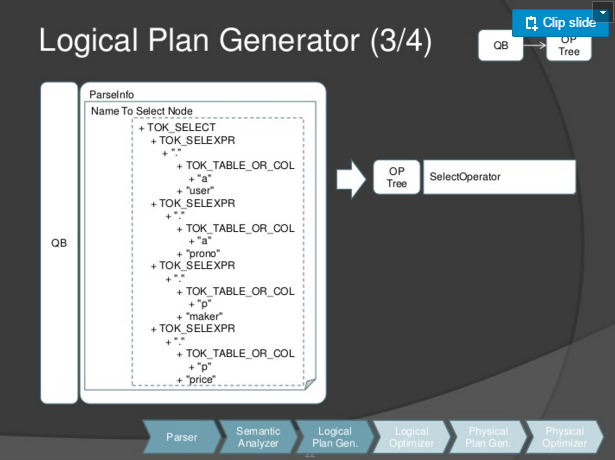 Logical Plan Generator (3/4)
Clip slide
QB
OP
Tree
ParseInfo
Name To Select Node
+ TOK_SELECT
+ TOK_SELEXPR
+ "."
+ TOK_TABLE_OR_COL
+ "a"
+ "user"
+ TOK_SELEXPR
+ "."
+ TOK_TABLE_OR_COL
+ "a"
+ "prono"
+ TOK_SELEXPR
+ "."
+ TOK_TABLE_OR_COL
+ "p"
+ "maker"
+ TOK_SELEXPR
+ "."
+ TOK_TABLE_OR_COL
+ "p"
+ "price"
QB
OP
Tree
SelectOperator
Parser
Semantic
Analyzer
Logical
Plan Gen.
Logical
Optimizer
Physical
Plan Gen.
Physical
Optimizer